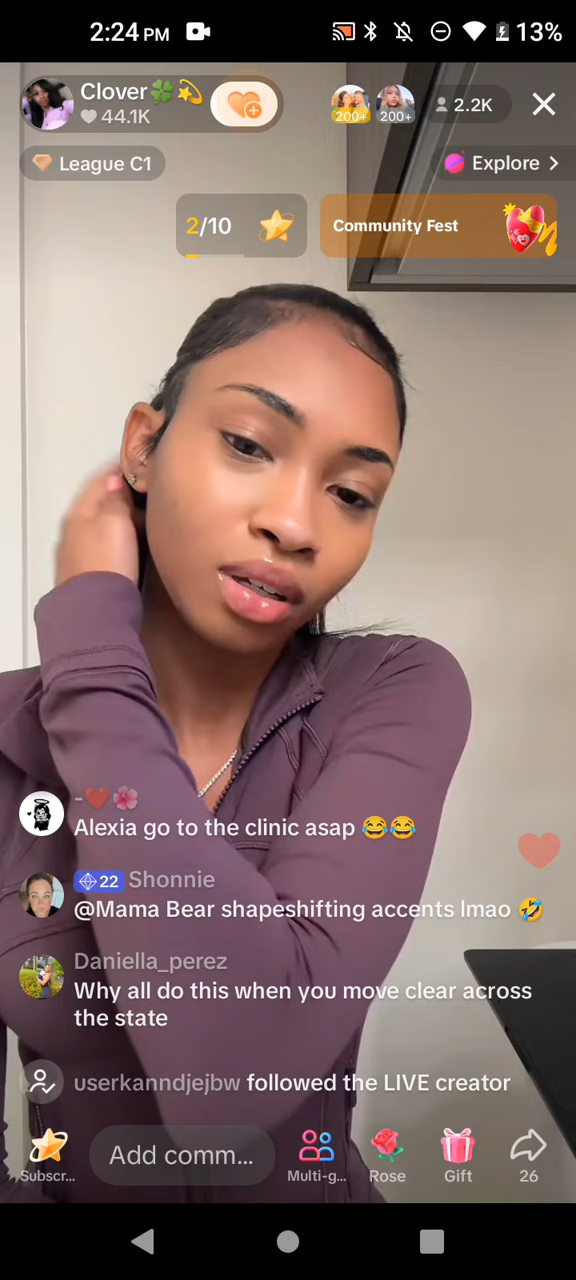 2:24 PM 13%
Clover🍀💫
44.1K
200+ 200+
2.2K
League C1
Explore >
2/10
Community Fest
-❤️🌺
Alexia go to the clinic asap 😂😂
22 Shonnie
@Mama Bear shapeshifting accents lmao 🤣
Daniella_perez
Why all do this when you move clear across
the state
userkanndjejbw followed the LIVE creator
Subscr...
Add comm...
Multi-g...
Rose
Gift
26